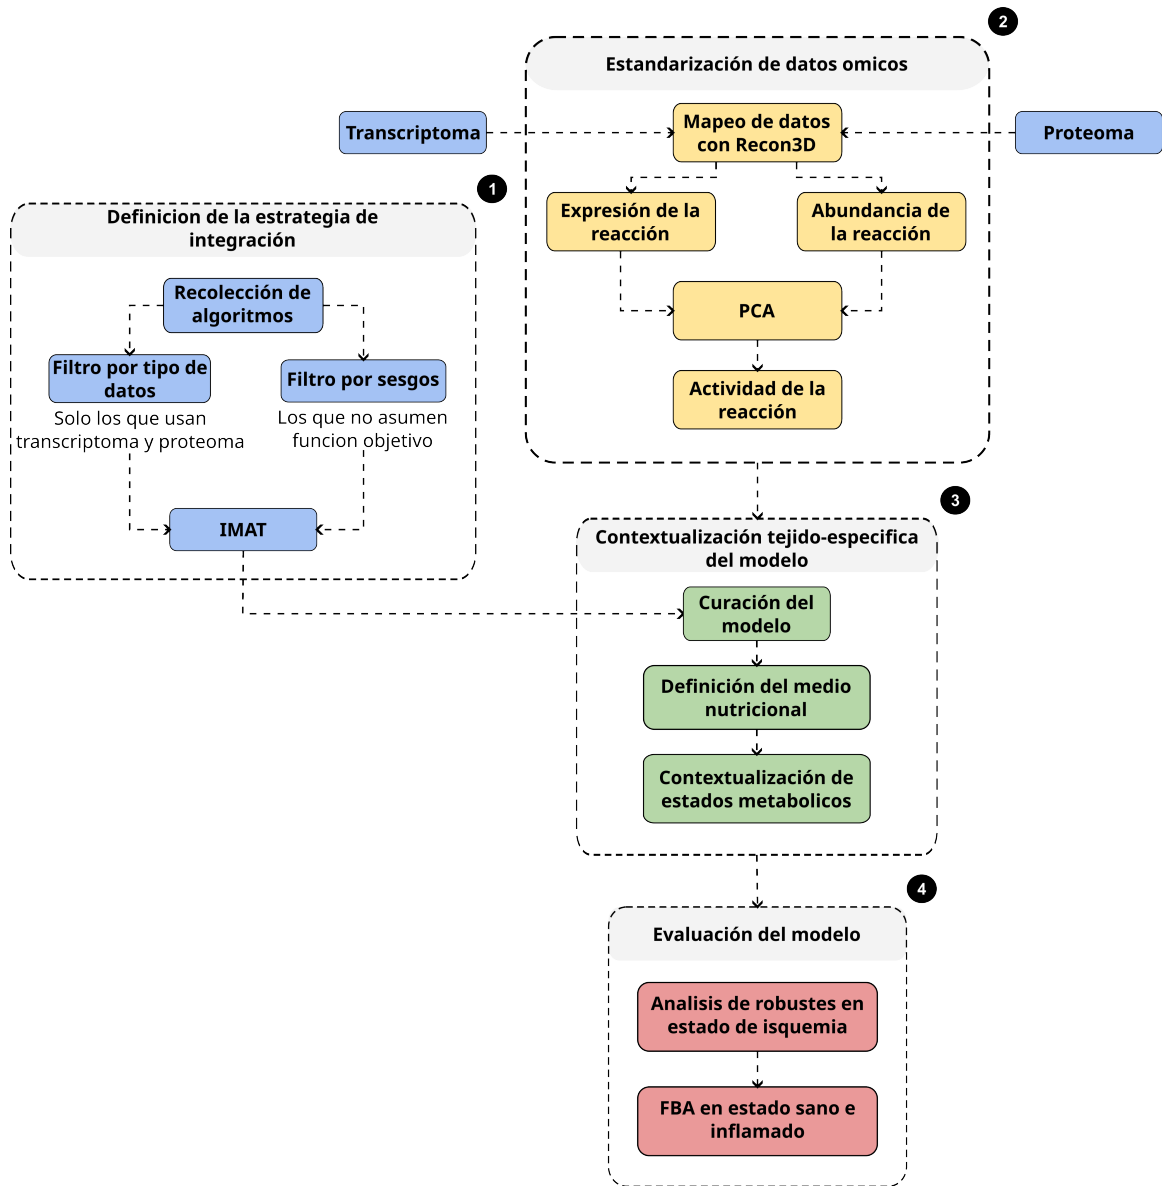 2
Estandarización de datos omicos
Transcriptoma
Mapeo de datos
con Recon3D
Proteoma
Expresión de la
reacción
Abundancia de
la reacción
PCA
Actividad de la
reacción
1
Definicion de la estrategia de
integración
Recolección de
algoritmos
Filtro por tipo de
datos
Solo los que usan
transcriptoma y proteoma
Filtro por sesgos
Los que no asumen
funcion objetivo
IMAT
3
Contextualización tejido-especifica
del modelo
Curación del
modelo
Definición del medio
nutricional
Contextualización de
estados metabolicos
4
Evaluación del modelo
Analisis de robustes en
estado de isquemia
FBA en estado sano e
inflamado